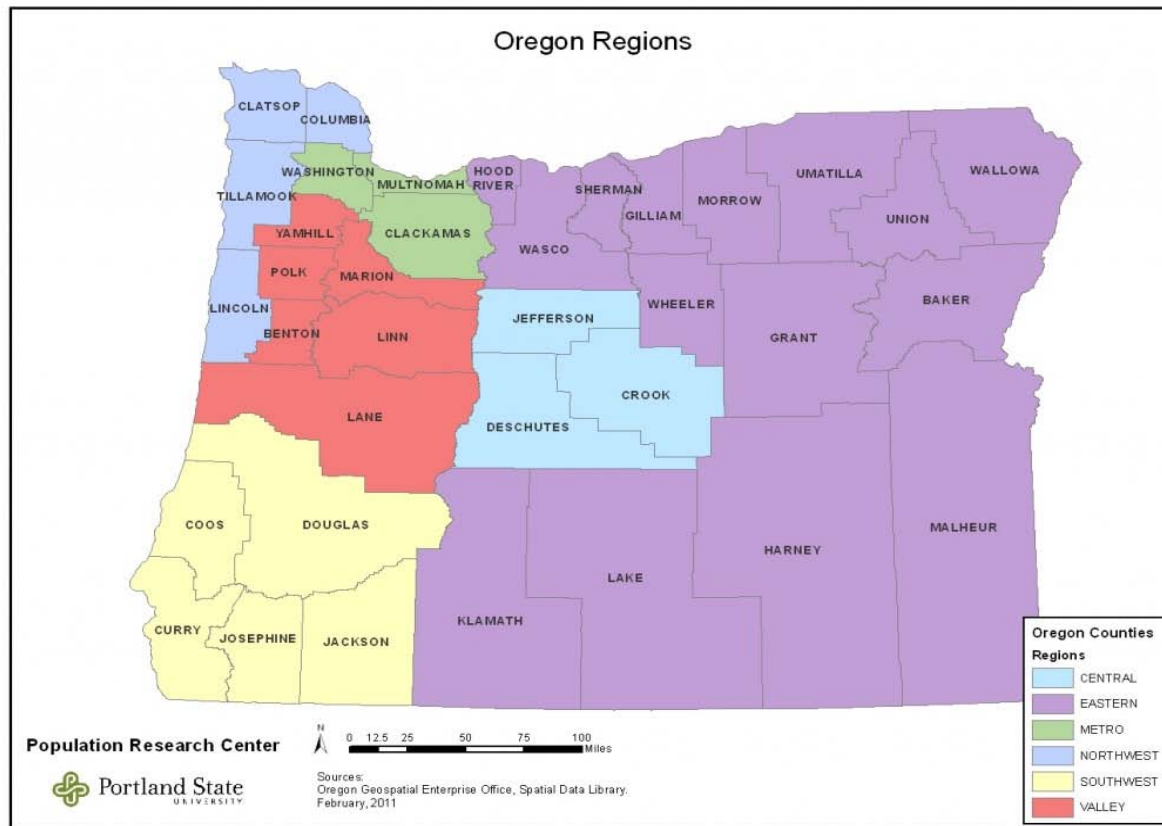 Oregon Regions
CLATSOP
COLUMBIA
WASHINGTON
MULTNOMAH
HOOD
RIVER
SHERMAN
GILLIAM
MORROW
UMATILLA
WALLOWA
UNION
TILLAMOOK
YAMHILL
CLACKAMAS
WASCO
POLK
MARION
WHEELER
BAKER
LINCOLN
BENTON
LINN
JEFFERSON
GRANT
CROOK
LANE
DESCHUTES
COOS
DOUGLAS
HARNEY
MALHEUR
LAKE
KLAMATH
CURRY
JOSEPHINE
JACKSON
Oregon Counties
Regions
CENTRAL
EASTERN
METRO
NORTHWEST
SOUTHWEST
VALLEY
Population Research Center
N
0 12.5 25 50 75 100
Miles
Portland State
UNIVERSITY
Sources:
Oregon Geospatial Enterprise Office, Spatial Data Library.
February, 2011